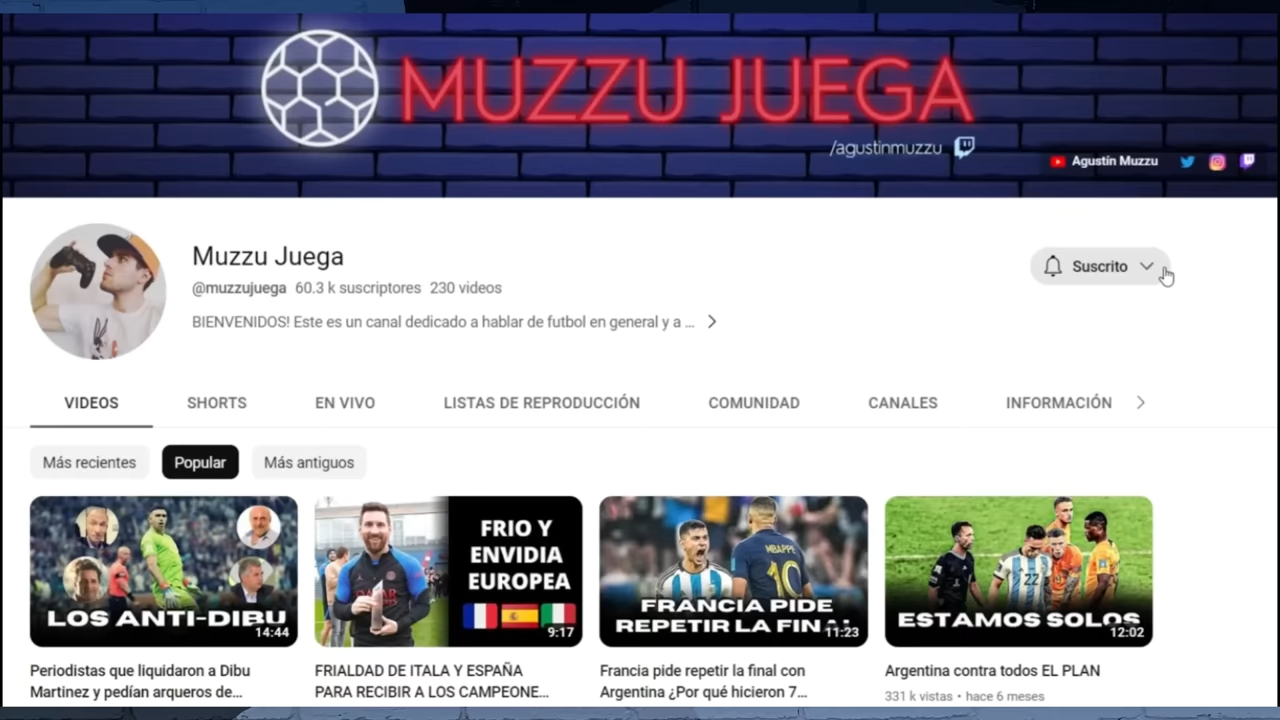 MUZZU JUEGA
/agustinmuzzu
Agustín Muzzu
Muzzu Juega
@muzzujuega 60.3 k suscriptores 230 videos
BIENVENIDOS! Este es un canal dedicado a hablar de futbol en general y a ...
Suscrito
VIDEOS SHORTS EN VIVO LISTAS DE REPRODUCCIÓN COMUNIDAD CANALES INFORMACIÓN
Más recientes Popular Más antiguos
LOS ANTI-DIBU
14:44
FRIO Y
ENVIDIA
EUROPEA
9:17
MBAPPE
10
FRANCIA PIDE
REPETIR LA FINAL
11:23
22
ESTAMOS SOLOS
12:02
Periodistas que liquidaron a Dibu
Martinez y pedían arqueros de...
FRIALDAD DE ITALA Y ESPAÑA
PARA RECIBIR A LOS CAMPEONE...
Francia pide repetir la final con
Argentina ¿Por qué hicieron 7...
Argentina contra todos EL PLAN
331 k vistas • hace 6 meses